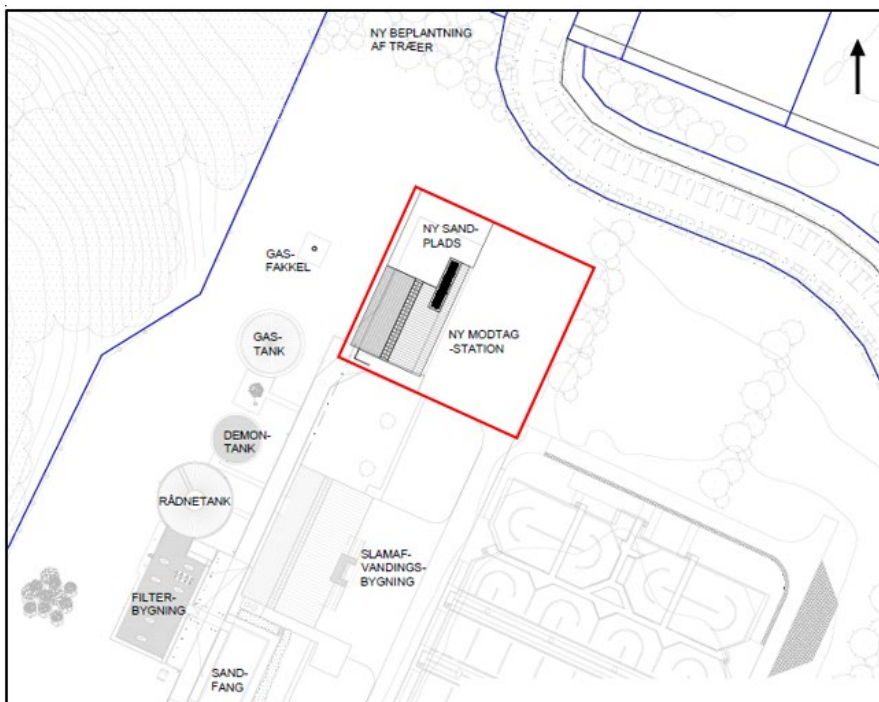 NY BEPLANTNING
AF TRÆER
NY SAND-
PLADS
GAS-
FAKKEL
GAS-
TANK
NY MODTAG
-STATION
DEMON-
TANK
RÅDNETANK
SLAMAF-
VANDINGS-
BYGNING
FILTER-
BYGNING
SAND-
FANG